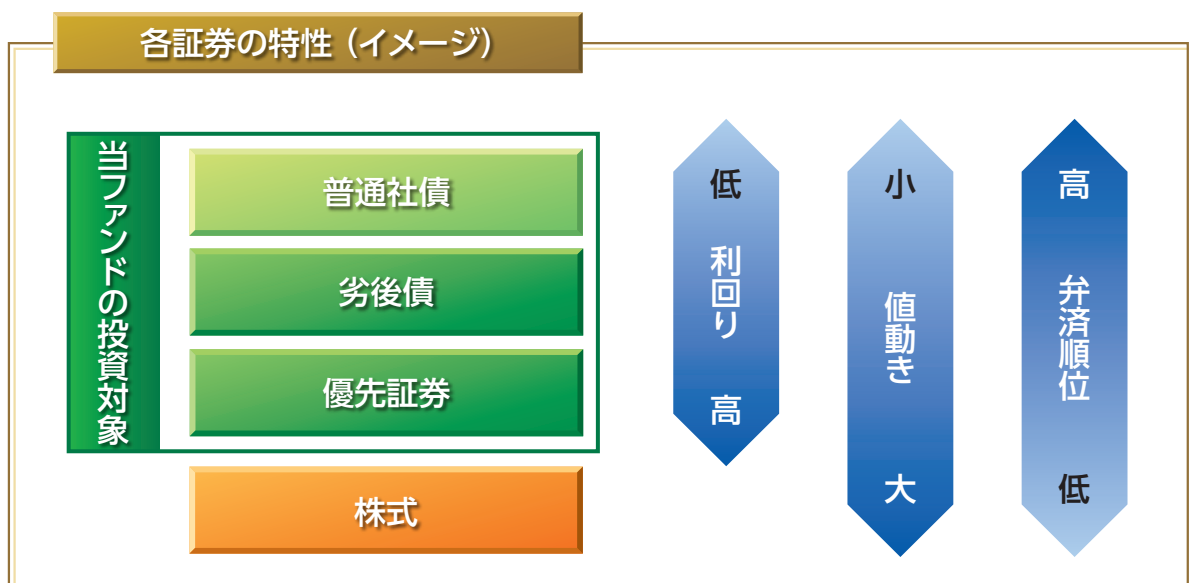 各証券の特性（イメージ）
当ファンドの投資対象
普通社債
劣後債
優先証券
株式
低
利回り
高
小
値動き
大
高
弁済順位
低